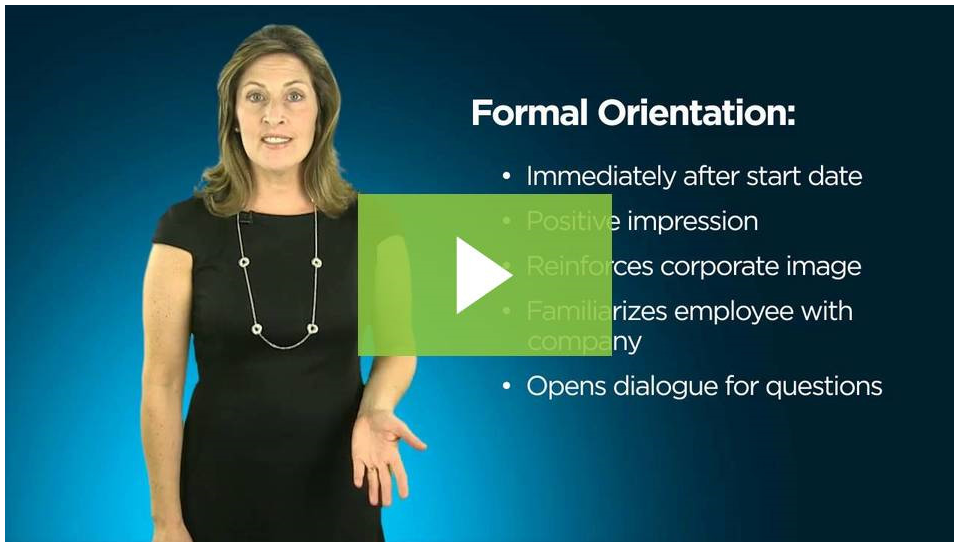 Formal Orientation:
• Immediately after start date
• Positive impression
• Reinforces corporate image
• Familiarizes employee with
company
• Opens dialogue for questions